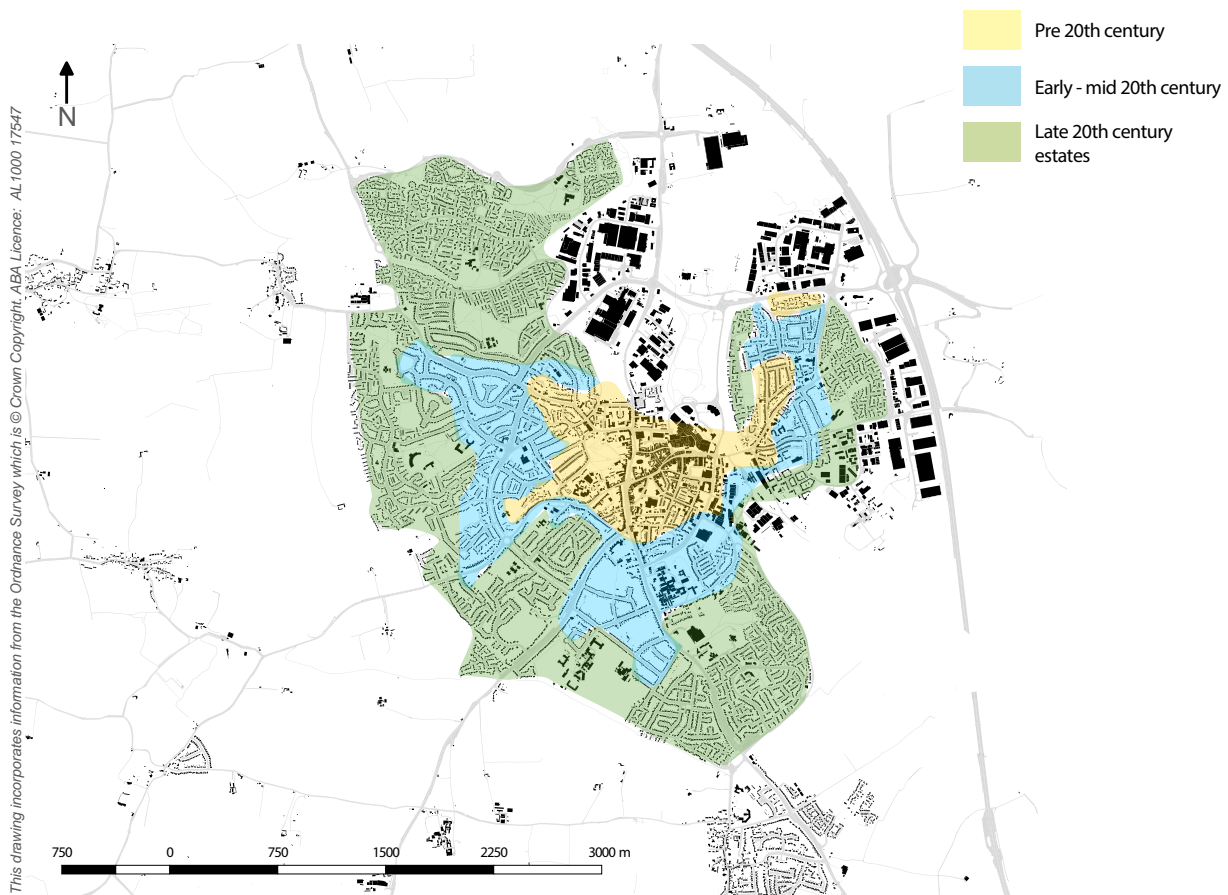 Pre 20th century
Early - mid 20th century
Late 20th century
estates
N
This drawing incorporates information from the Ordnance Survey which is © Crown Copyright. ABA Licence: AL1000 17547
750 0 750 1500 2250 3000 m